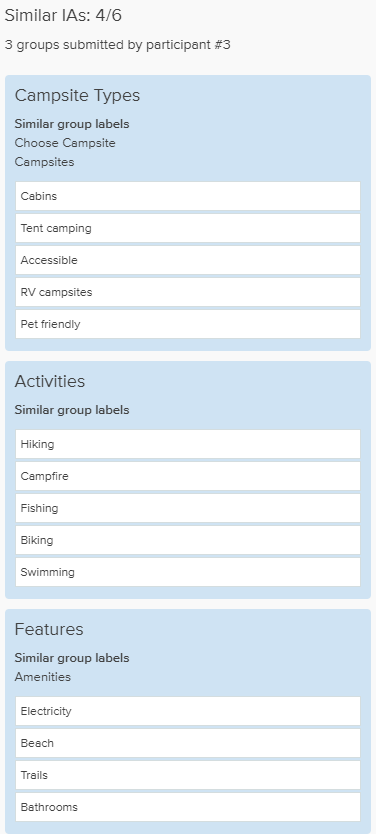 Similar IAs: 4/6
3 groups submitted by participant #3
Campsite Types
Similar group labels
Choose Campsite
Campsites
Cabins
Tent camping
Accessible
RV campsites
Pet friendly
Activities
Similar group labels
Hiking
Campfire
Fishing
Biking
Swimming
Features
Similar group labels
Amenities
Electricity
Beach
Trails
Bathrooms